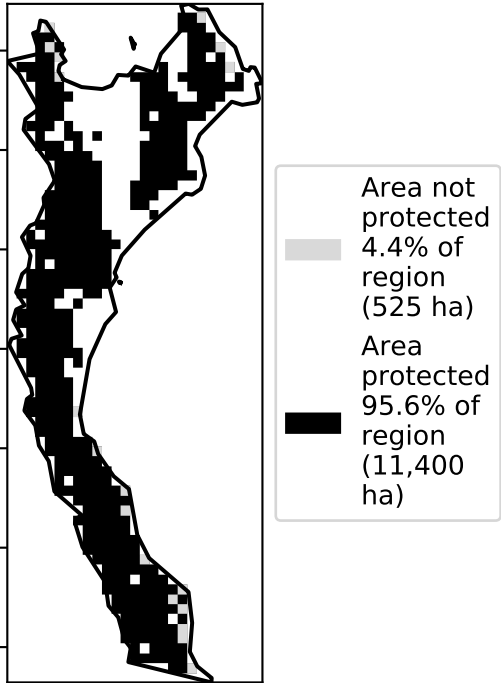 Area not
protected
4.4% of
region
(525 ha)
Area
protected
95.6% of
region
(11,400
ha)